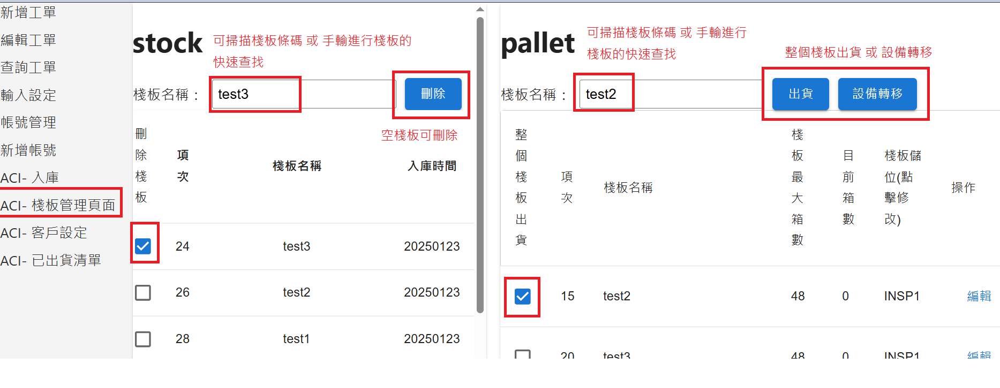 新增工單
編輯工單
查詢工單
輸入設定
帳號管理
新增帳號
ACI- 入庫
ACI- 棧板管理頁面
ACI- 客戶設定
ACI- 已出貨清單
stock
可掃描棧板條碼 或 手輸進行棧板的
快速查找
棧板名稱：
test3
刪除
空棧板可刪除
刪除棧板
項次
棧板名稱
入庫時間
24 test3 20250123
26 test2 20250123
28 test1 20250123
pallet
可掃描棧板條碼 或 手輸進行
棧板的快速查找
整個棧板出貨 或 設備轉移
棧板名稱：
test2
出貨
設備轉移
整個棧板出貨
項次
棧板名稱
棧板最大箱數
目前箱數
棧板儲
位(點
擊修
改)
操作
15 test2 48 0 INSP1 編輯
20 test3 48 0 INSP1 編輯